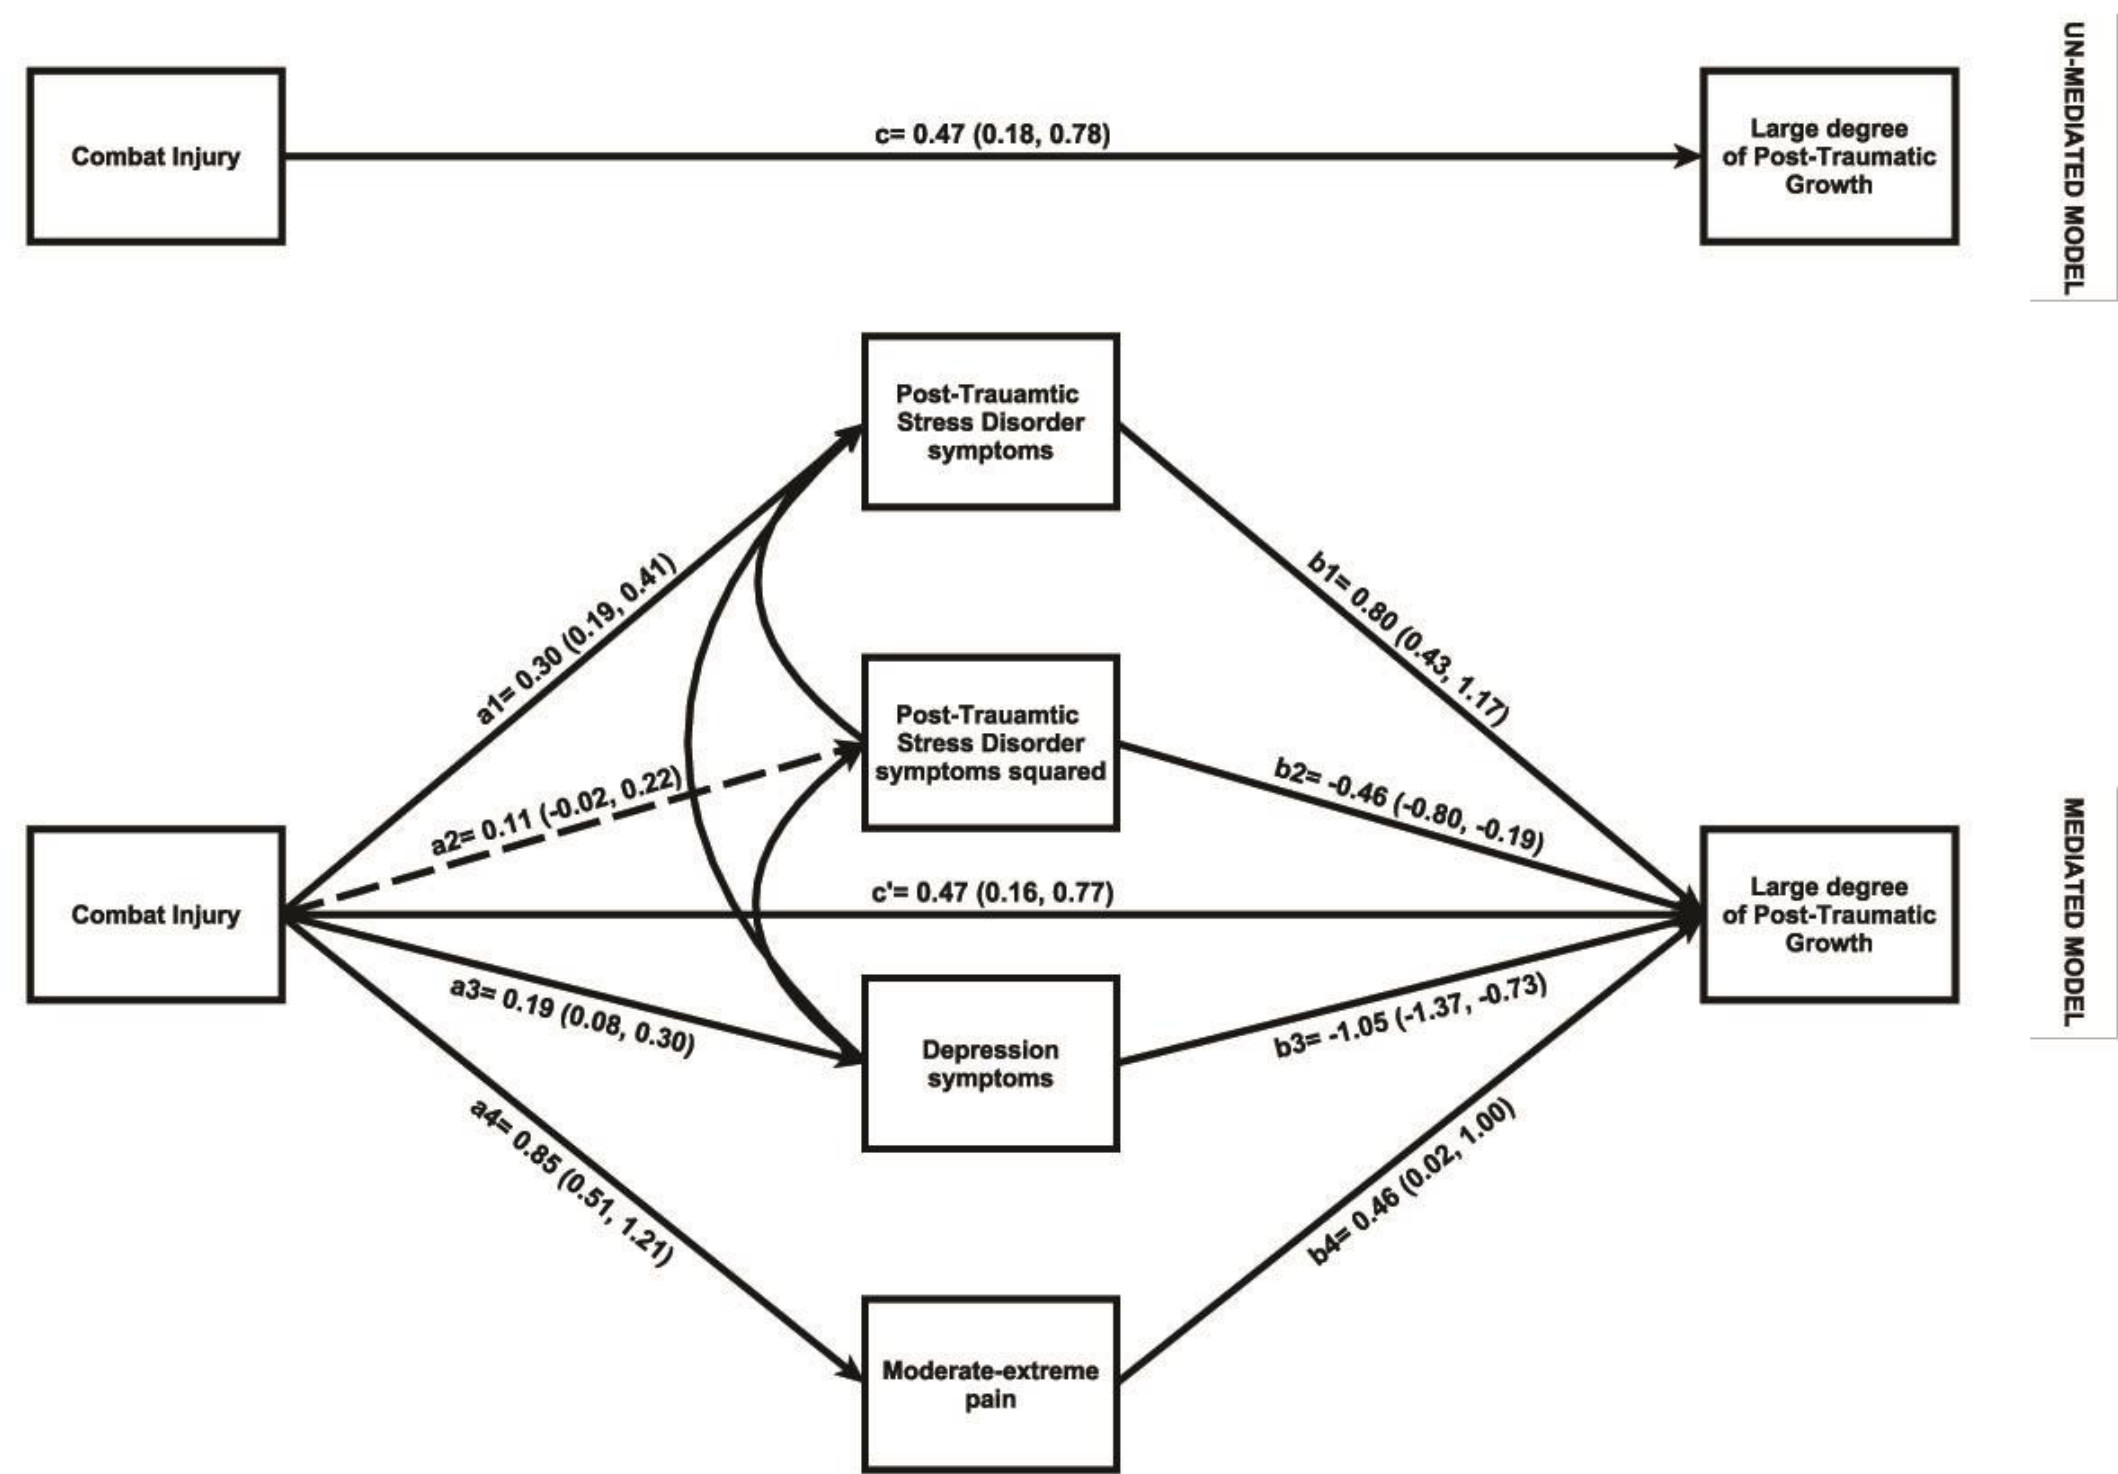 Combat Injury
c= 0.47 (0.18, 0.78)
Large degree
of Post-Traumatic
Growth
UN-MEDIATED MODEL
Post-Trauamtic
Stress Disorder
symptoms
a1= 0.30 (0.19, 0.41)
b1= 0.80 (0.43, 1.17)
Post-Trauamtic
Stress Disorder
symptoms squared
a2= 0.11 (-0.02, 0.22)
b2= -0.46 (-0.80, -0.19)
Combat Injury
c'= 0.47 (0.16, 0.77)
Large degree
of Post-Traumatic
Growth
MEDIATED MODEL
a3= 0.19 (0.08, 0.30)
Depression
symptoms
b3= -1.05 (-1.37, -0.73)
a4= 0.85 (0.51, 1.21)
b4= 0.46 (0.02, 1.00)
Moderate-extreme
pain